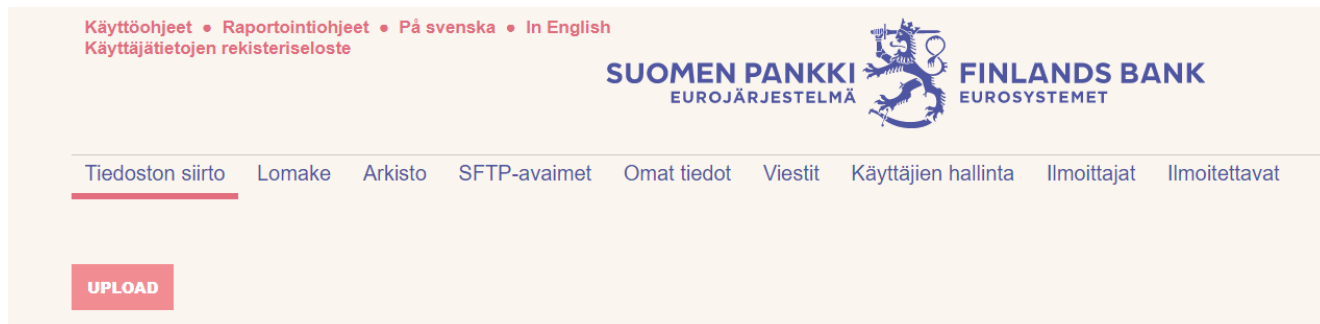 Käyttöohjeet ● Raportointiohjeet ● På svenska ● In English
Käyttäjätietojen rekisteriseloste
SUOMEN PANKKI
EUROJÄRJESTELMÄ
FINLANDS BANK
EUROSYSTEMET
Tiedoston siirto Lomake Arkisto SFTP-avaimet Omat tiedot Viestit Käyttäjien hallinta Ilmoittajat Ilmoitettavat
UPLOAD